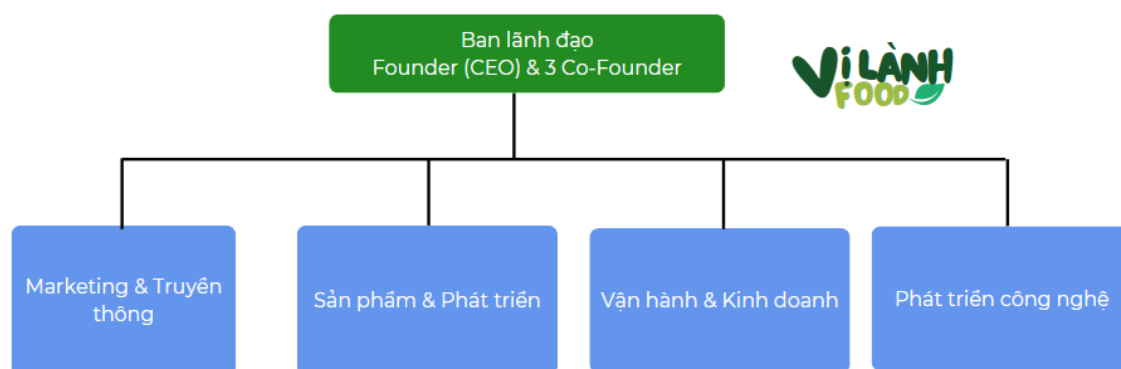 Ban lãnh đạo
Founder (CEO) & 3 Co-Founder
Vị LÀNH
FOOD
Marketing & Truyền
thông
Sản phẩm & Phát triển
Vận hành & Kinh doanh
Phát triển công nghệ